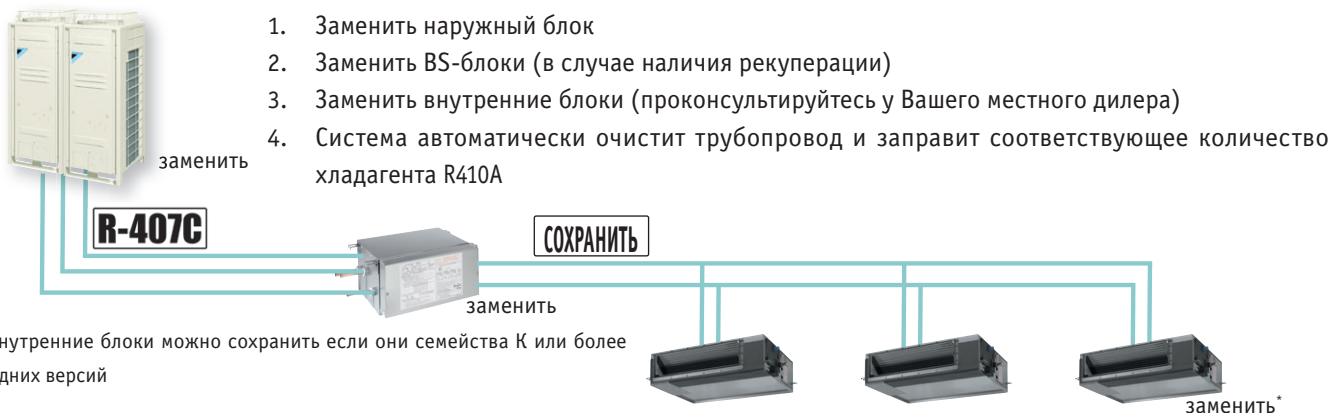 1. Заменить наружный блок
2. Заменить BS-блоки (в случае наличия рекуперации)
3. Заменить внутренние блоки (проконсультируйтесь у Вашего местного дилера)
4. Система автоматически очистит трубопровод и заправит соответствующее количество
хладагента R410A
заменить
R-407C
СОХРАНИТЬ
заменить
нутренние блоки можно сохранить если они семейства К или более
дних версий
заменить*